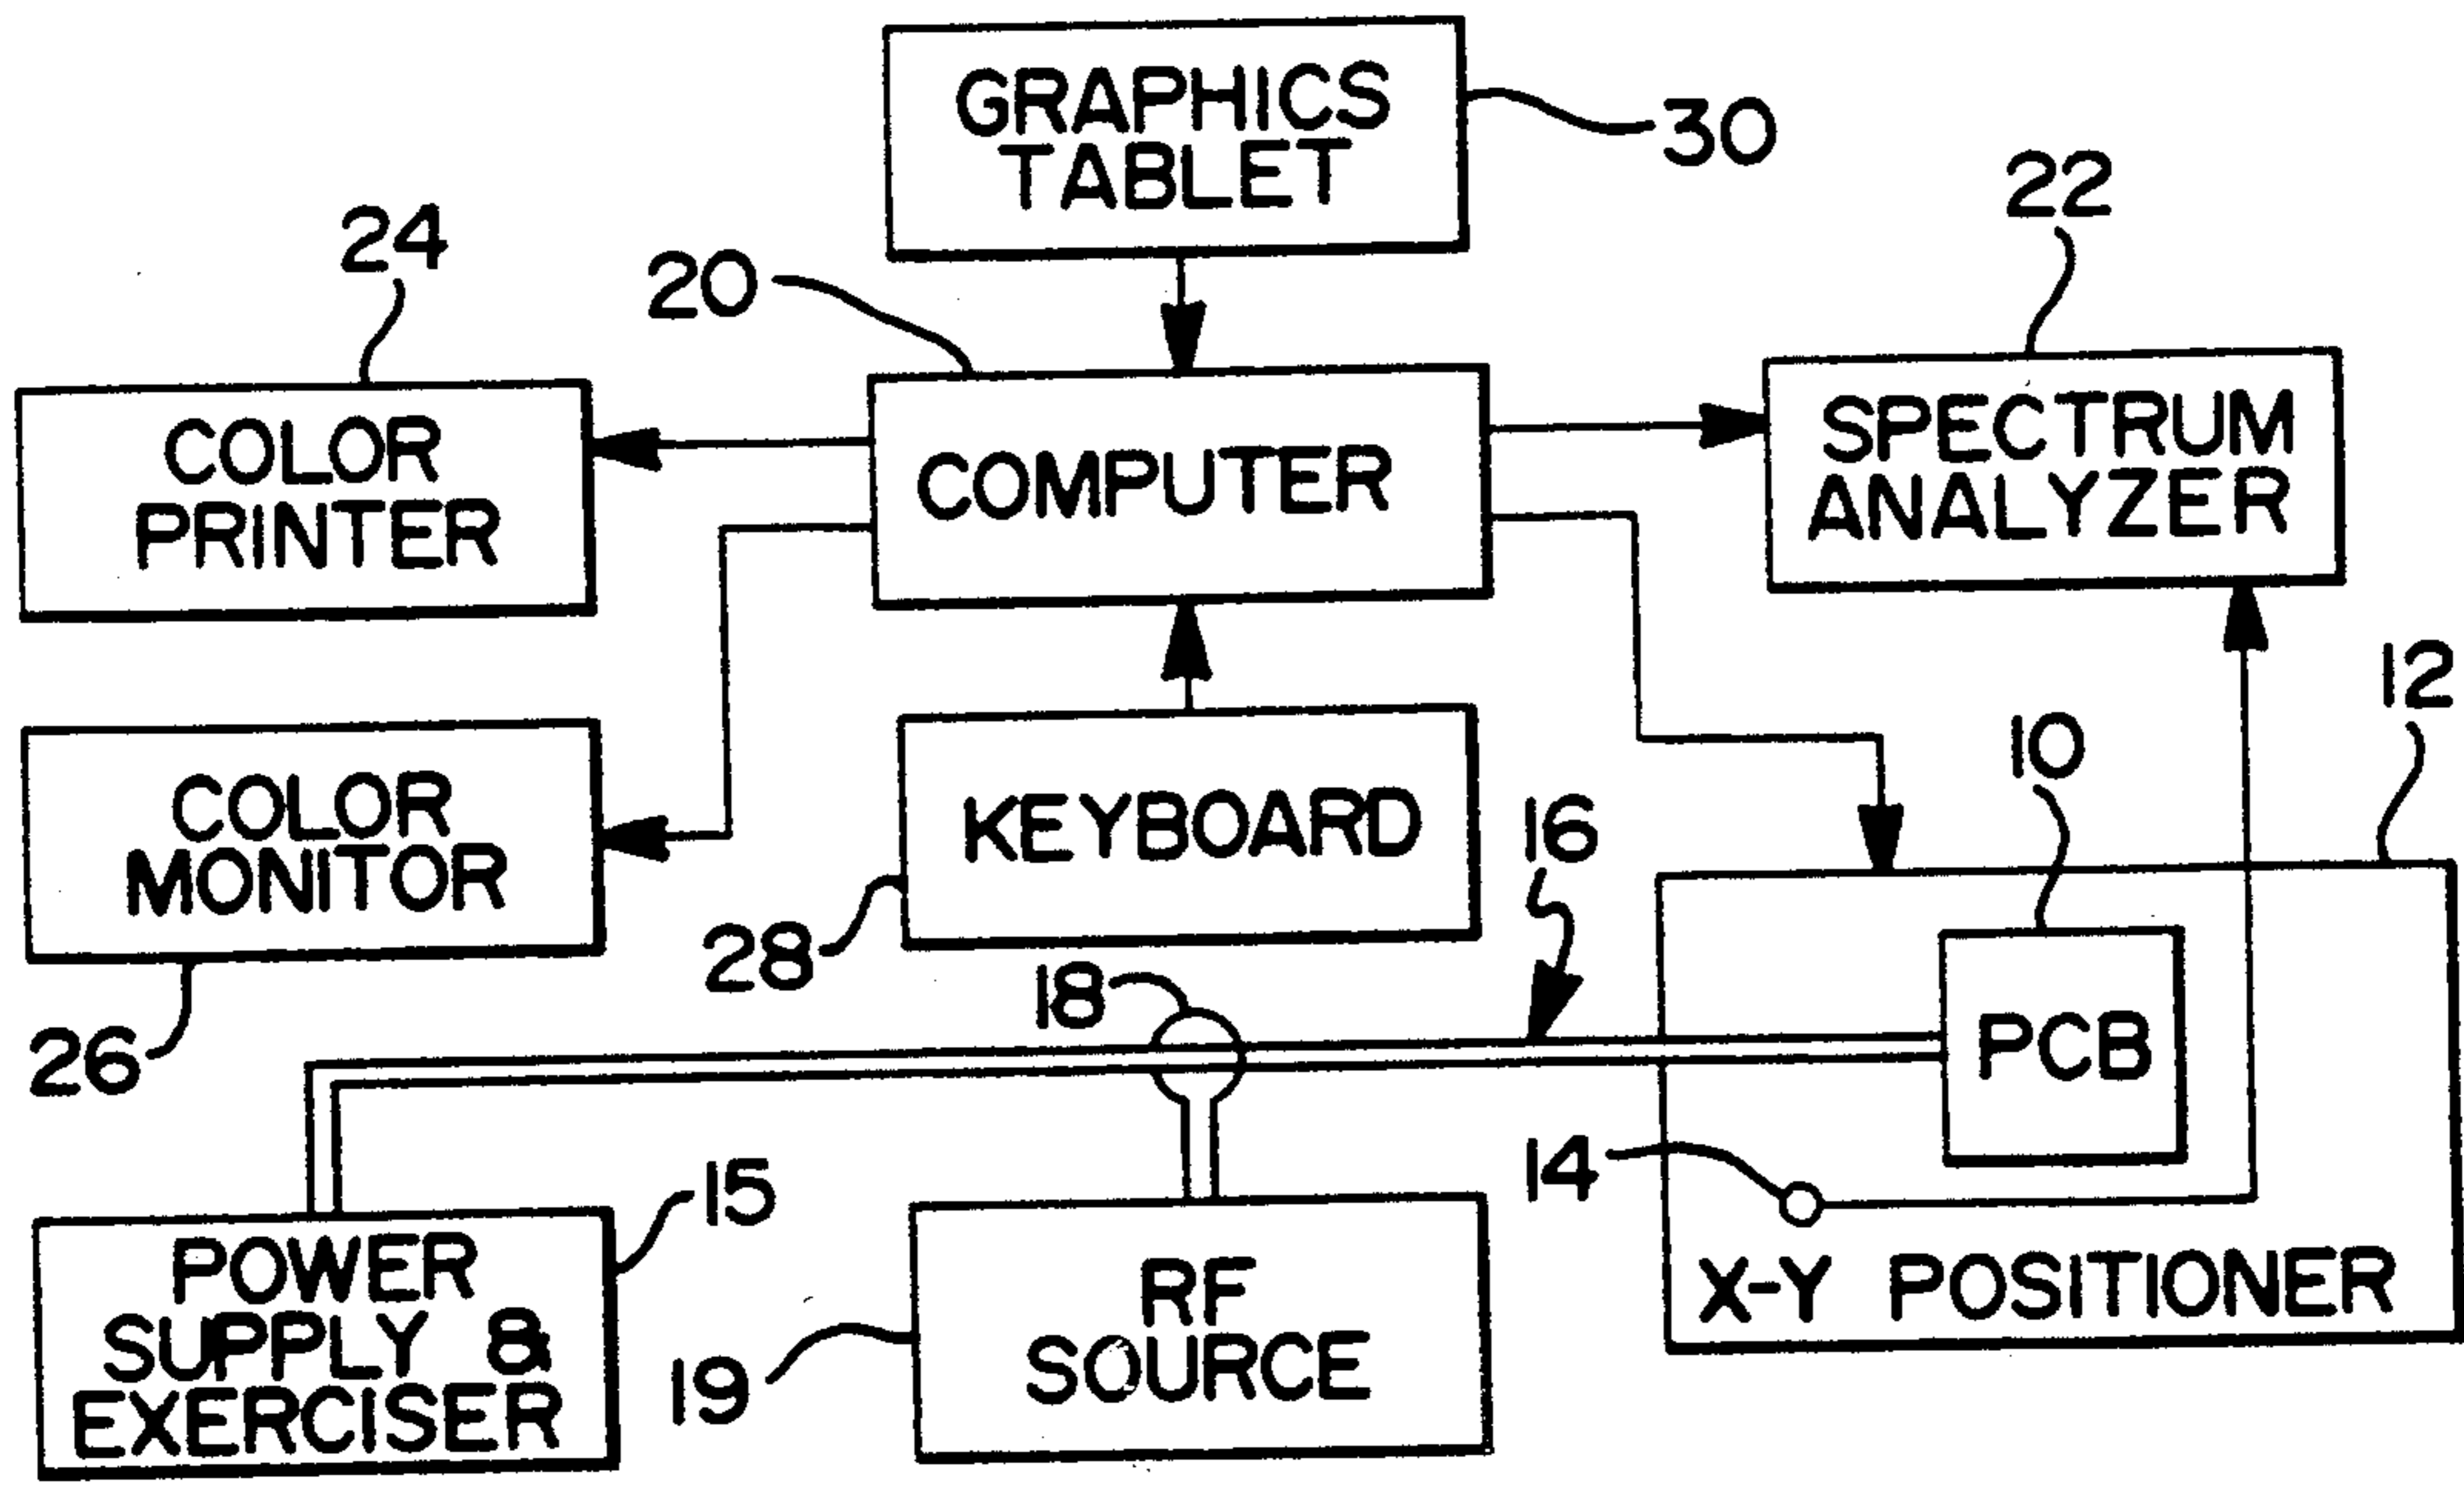 GRAPHICS
TABLET
30
22
24
20
COLOR
PRINTER
COMPUTER
SPECTRUM
ANALYZER
12
10
COLOR
MONITOR
KEYBOARD
16
28
18
26
PCB
14
15
POWER
SUPPLY &
EXERCISER
RF
SOURCE
19
X-Y POSITIONER